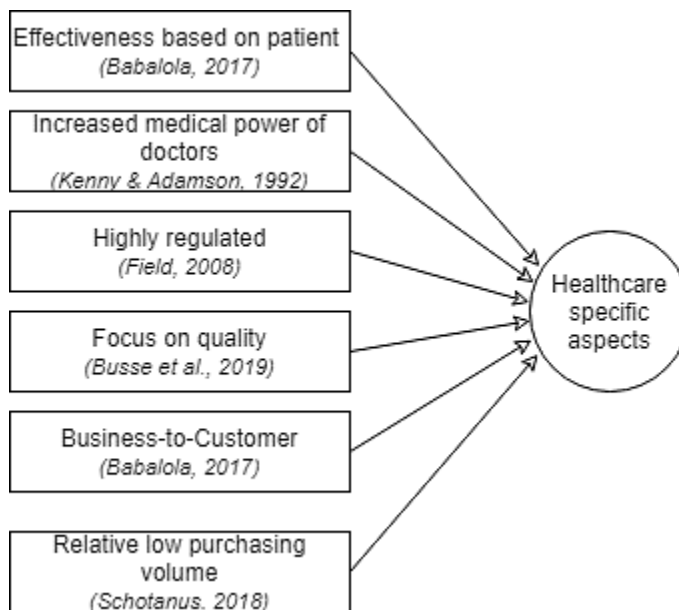 Effectiveness based on patient
(Babalola, 2017)
Increased medical power of
doctors
(Kenny & Adamson, 1992)
Highly regulated
(Field, 2008)
Focus on quality
(Busse et al., 2019)
Business-to-Customer
(Babalola, 2017)
Relative low purchasing
volume
(Schotanus, 2018)
Healthcare
specific
aspects